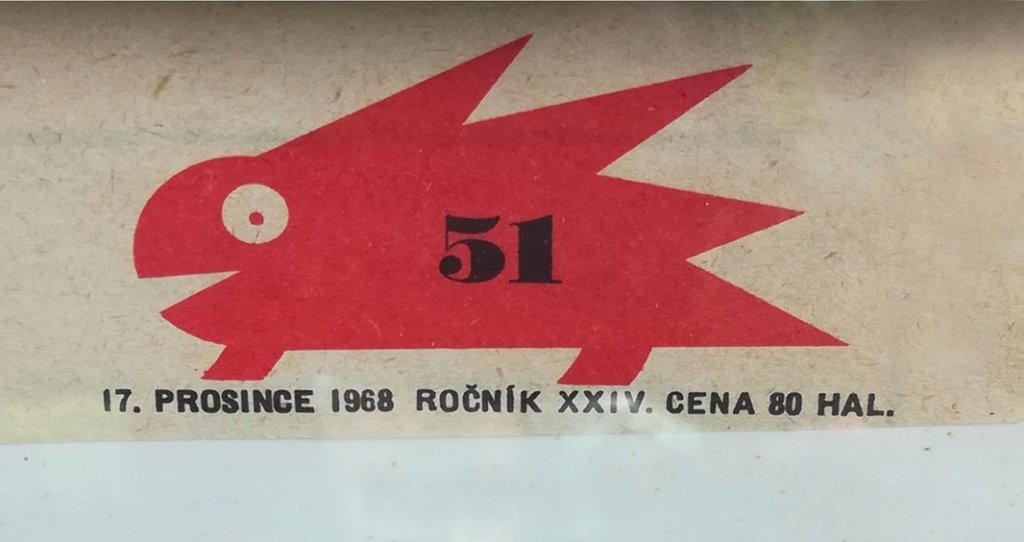 51
17. PROSINCE 1968 ROČNÍK XXIV. CENA 80 HAL.